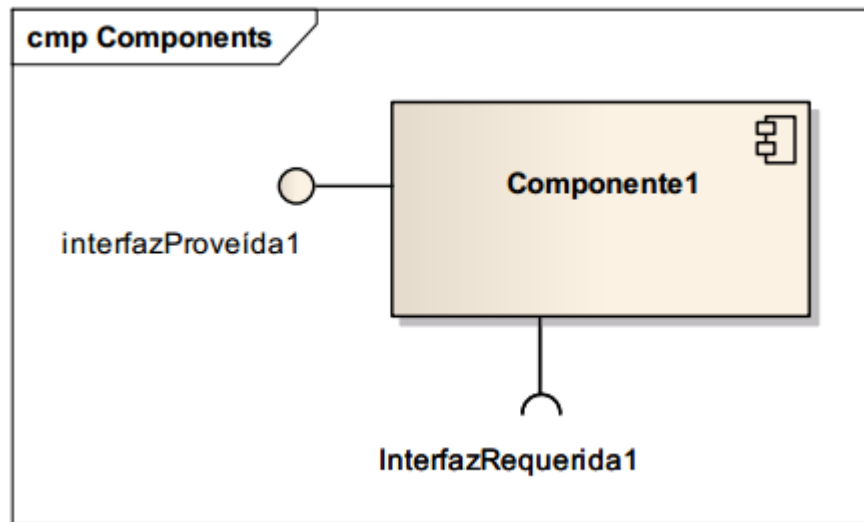 cmp Components
Componente1
interfazProveída1
InterfazRequerida1